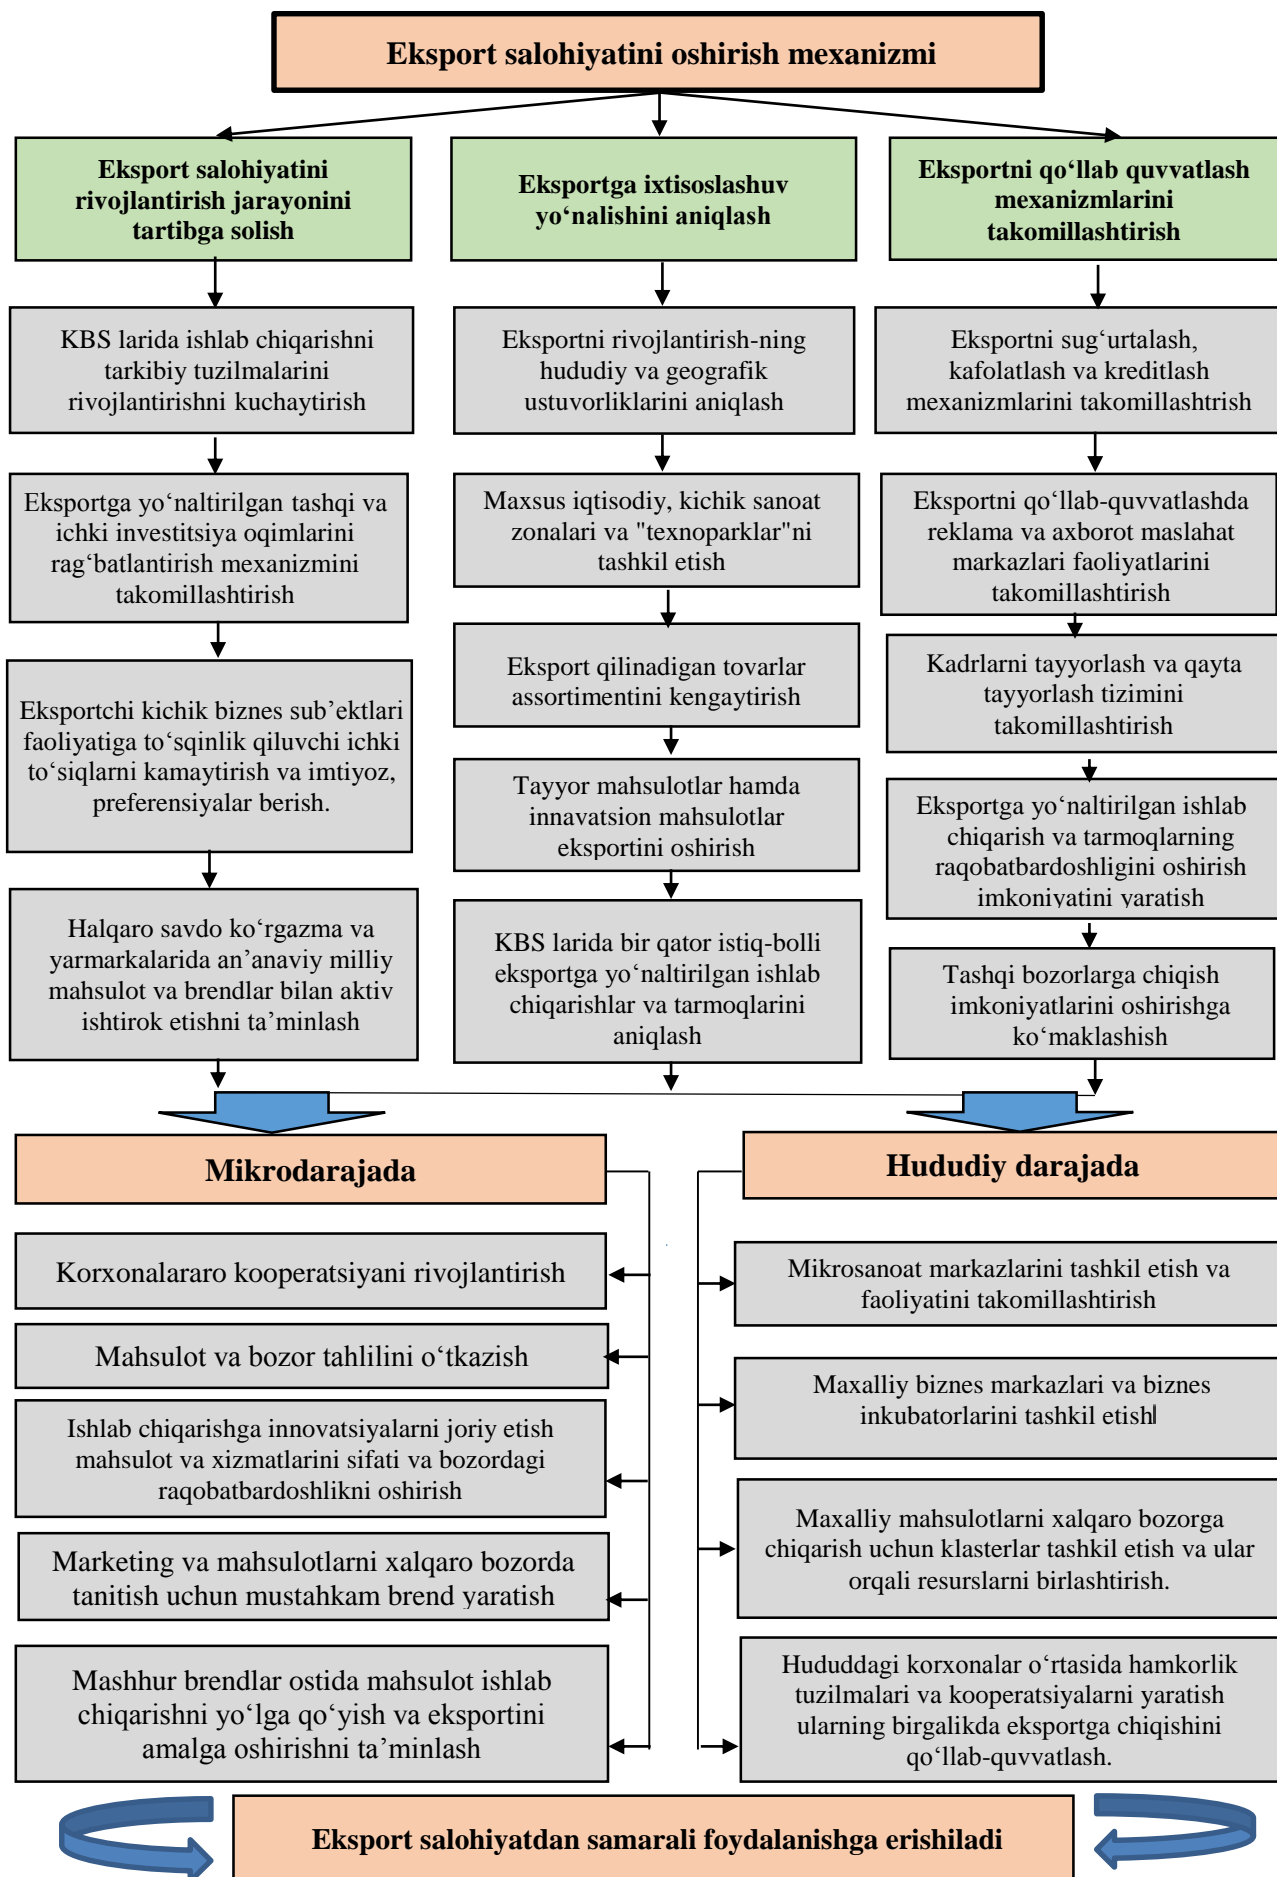 Eksport salohiyatini oshirish mexanizmi
Eksport salohiyatini
rivojlantirish jarayonini
tartibga solish
KBS larida ishlab chiqarishni
tarkibiy tuzilmalarini
rivojlantirishni kuchaytirish
Eksportga yo‘naltirilgan tashqi va
ichki investitsiya oqimlarini
rag‘batlantirish mexanizmini
takomillashtirish
Eksportchi kichik biznes sub’ektlari
faoliyatiga to‘sqinlik qiluvchi ichki
to‘siqlarni kamaytirish va imtiyoz,
preferensiyalar berish.
Halqaro savdo ko‘rgazma va
yarmarkalarida an’anaviy milliy
mahsulot va brendlar bilan aktiv
ishtirok etishni ta’minlash
Eksportga ixtisoslashuv
yo‘nalishini aniqlash
Eksportni rivojlantirish-ning
hududiy va geografik
ustuvorliklarini aniqlash
Maxsus iqtisodiy, kichik sanoat
zonalari va "texnoparklar"ni
tashkil etish
Eksport qilinadigan tovarlar
assortimentini kengaytirish
Tayyor mahsulotlar hamda
innavatsion mahsulotlar
eksportini oshirish
KBS larida bir qator istiq-bolli
eksportga yo‘naltirilgan ishlab
chiqarishlar va tarmoqlarini
aniqlash
Eksportni qo‘llab quvvatlash
mexanizmlarini
takomillashtirish
Eksportni sug‘urtalash,
kafolatlash va kreditlash
mexanizmlarini takomillashtrish
Eksportni qo‘llab-quvvatlashda
reklama va axborot maslahat
markazlari faoliyatlarini
takomillashtirish
Kadrlarni tayyorlash va qayta
tayyorlash tizimini
takomillashtirish
Eksportga yo‘naltirilgan ishlab
chiqarish va tarmoqlarning
raqobatbardoshligini oshirish
imkoniyatini yaratish
Tashqi bozorlarga chiqish
imkoniyatlarini oshirishga
ko‘maklashish
Mikrodarajada
Korxonalararo kooperatsiyani rivojlantirish
Mahsulot va bozor tahlilini o‘tkazish
Ishlab chiqarishga innovatsiyalarni joriy etish
mahsulot va xizmatlarini sifati va bozordagi
raqobatbardoshlikni oshirish
Marketing va mahsulotlarni xalqaro bozorda
tanitish uchun mustahkam brend yaratish
Mashhur brendlar ostida mahsulot ishlab
chiqarishni yo‘lga qo‘yish va eksportini
amalga oshirishni ta’minlash
Hududiy darajada
Mikrosanoat markazlarini tashkil etish va
faoliyatini takomillashtirish
Maxalliy biznes markazlari va biznes
inkubatorlarini tashkil etish
Maxalliy mahsulotlarni xalqaro bozorga
chiqarish uchun klasterlar tashkil etish va ular
orqali resurslarni birlashtirish.
Hududdagi korxonalar o‘rtasida hamkorlik
tuzilmalari va kooperatsiyalarni yaratish
ularning birgalikda eksportga chiqishini
qo‘llab-quvvatlash.
Eksport salohiyatdan samarali foydalanishga erishiladi